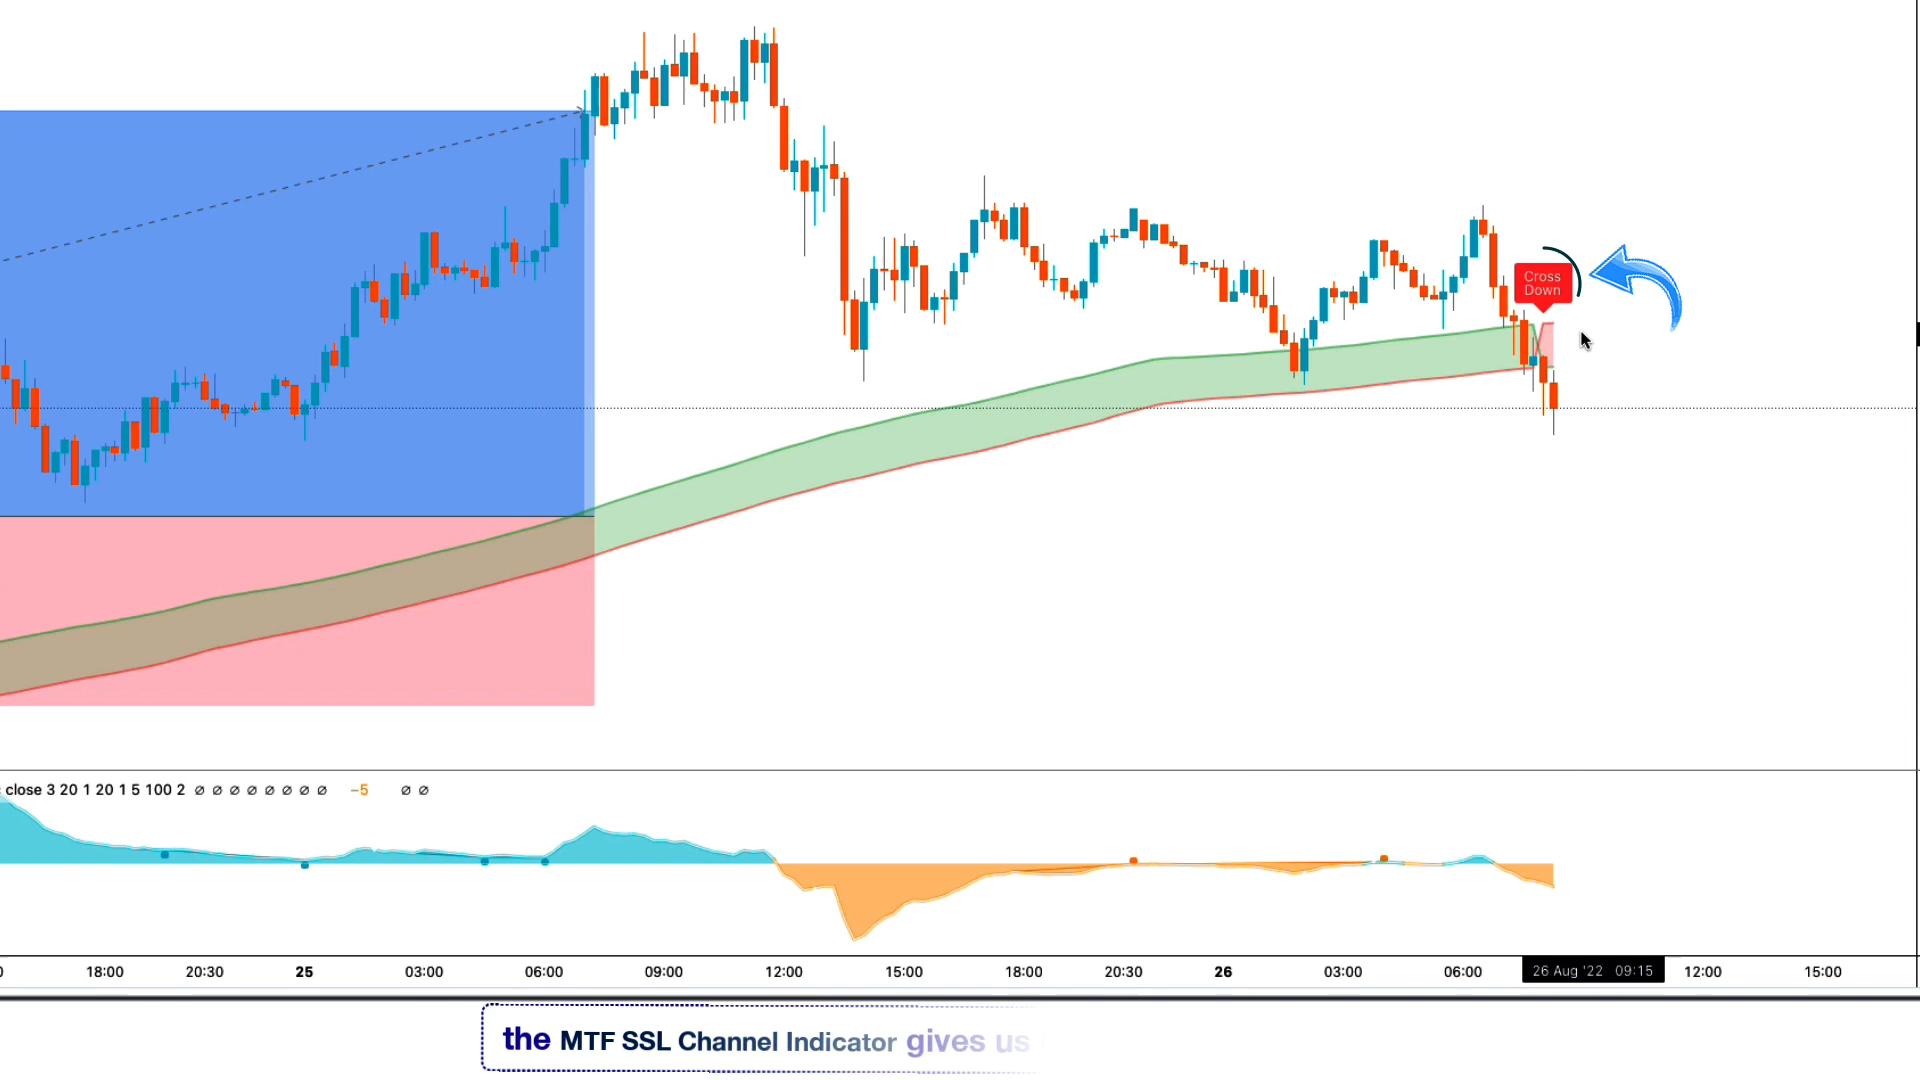 Cross
Down
close 3 20 1 20 1 5 100 2 ∅ ∅ ∅ ∅ ∅ ∅ ∅ ∅ −5 ∅ ∅
0 18:00 20:30 25 03:00 06:00 09:00 12:00 15:00 18:00 20:30 26 03:00 06:00 26 Aug '22 09:15 12:00 15:00
the MTF SSL Channel Indicator gives us